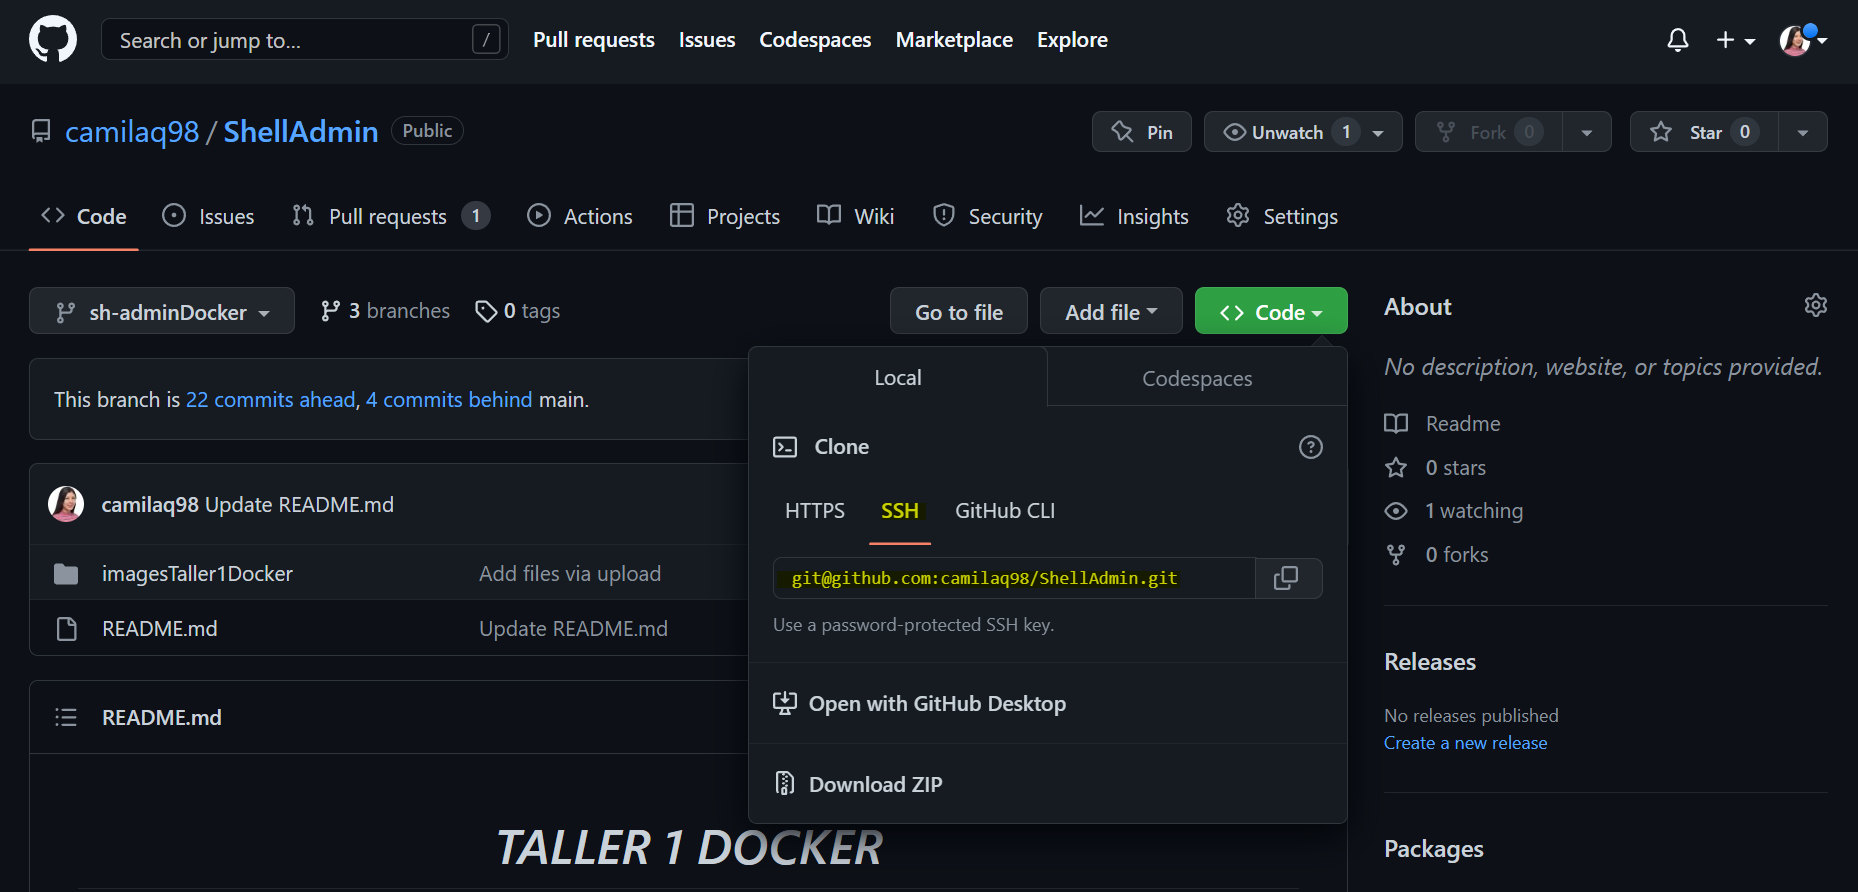 Search or jump to... /
Pull requests Issues Codespaces Marketplace Explore
camilaq98 / ShellAdmin Public
Pin Unwatch 1 Fork 0 Star 0
Code Issues Pull requests 1 Actions Projects Wiki Security Insights Settings
sh-adminDocker 3 branches 0 tags Go to file Add file Code
This branch is 22 commits ahead, 4 commits behind main.
camilaq98 Update README.md
imagesTaller1Docker Add files via upload
README.md Update README.md
README.md
TALLER 1 DOCKER
Local Codespaces
Clone
HTTPS SSH GitHub CLI
git@github.com:camilaq98/ShellAdmin.git
Use a password-protected SSH key.
Open with GitHub Desktop
Download ZIP
About
No description, website, or topics provided.
Readme
0 stars
1 watching
0 forks
Releases
No releases published
Create a new release
Packages